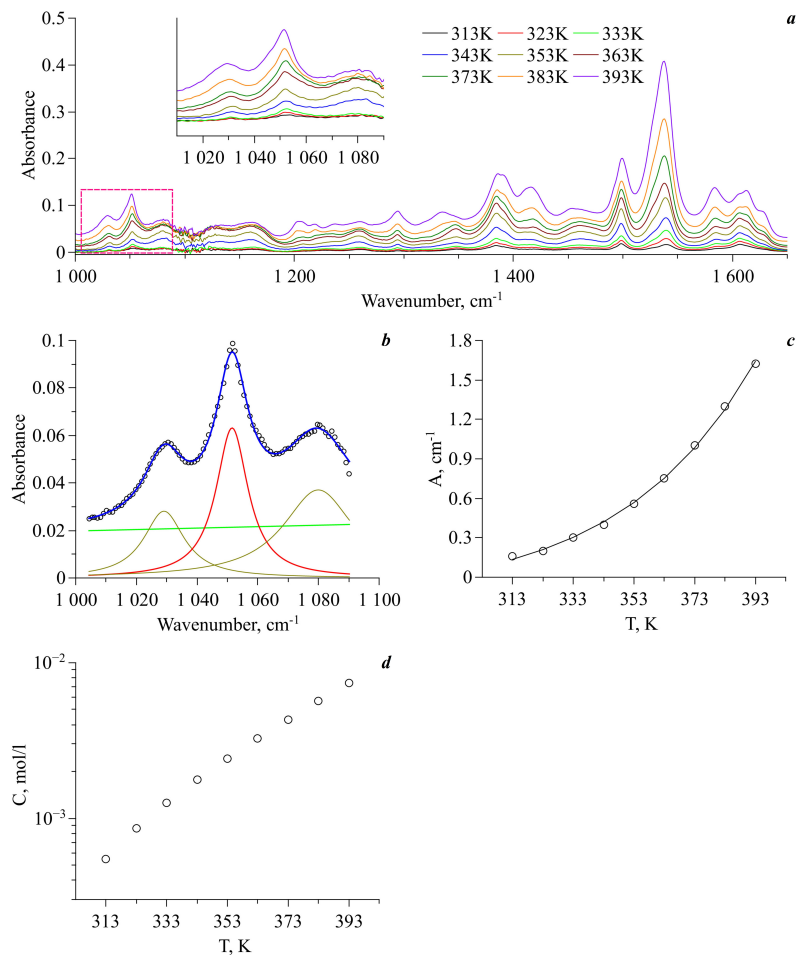 a
0.5
0.4
0.3
0.2
0.1
0
Absorbance
1 020 1 040 1 060 1 080
313K 323K 333K
343K 353K 363K
373K 383K 393K
1 000 1 200 1 400 1 600
Wavenumber, cm-1
b
0.1
0.08
0.06
0.04
0.02
0
Absorbance
1 000 1 020 1 040 1 060 1 080 1 100
Wavenumber, cm-1
c
1.8
1.5
1.2
0.9
0.6
0.3
0
A, cm-1
313 333 353 373 393
T, K
d
10−2
10−3
C, mol/l
313 333 353 373 393
T, K